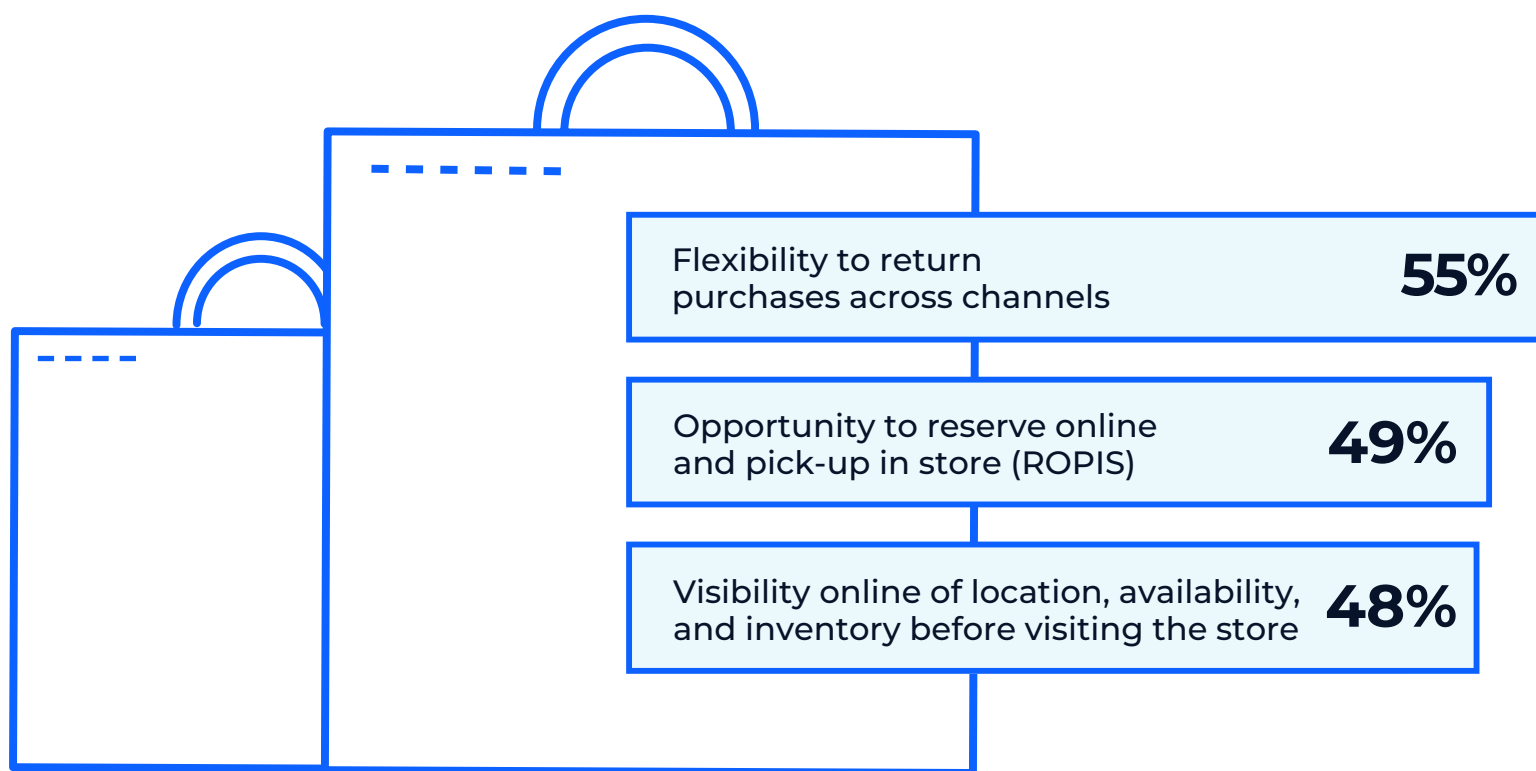 Flexibility to return
purchases across channels
55%
Opportunity to reserve online
and pick-up in store (ROPIS)
49%
Visibility online of location, availability,
and inventory before visiting the store
48%